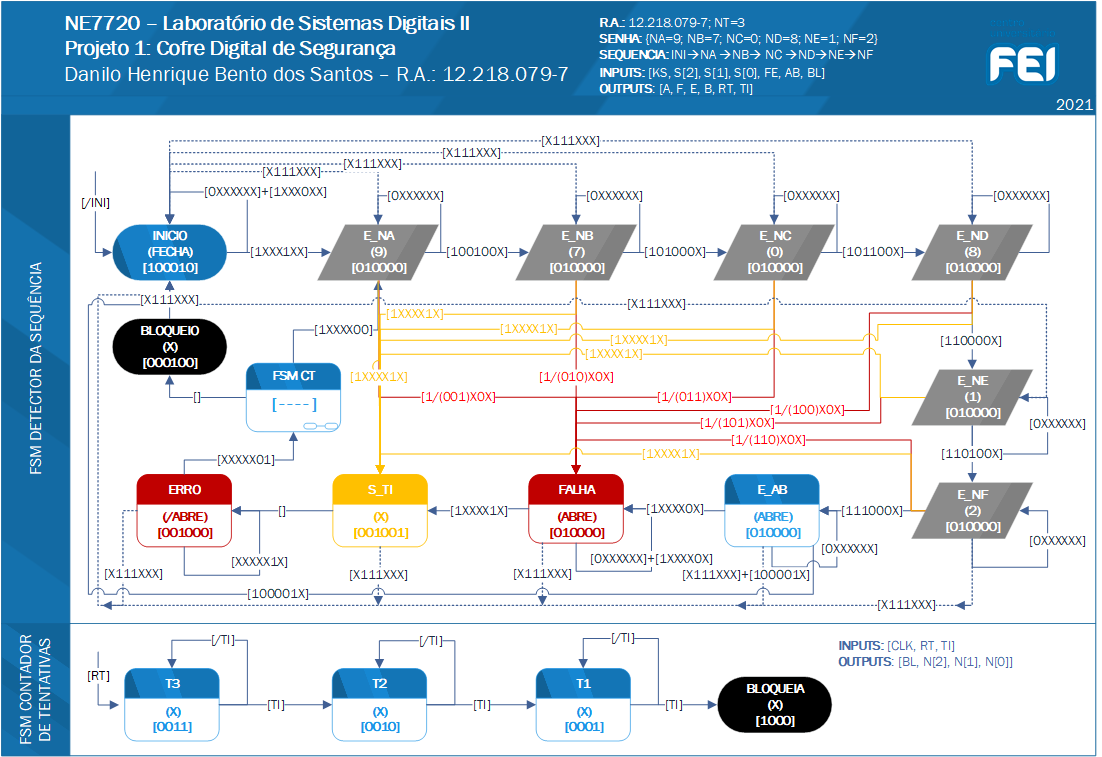 NE7720 – Laboratório de Sistemas Digitais II
Projeto 1: Cofre Digital de Segurança
Danilo Henrique Bento dos Santos – R.A.: 12.218.079-7
R.A.: 12.218.079-7; NT=3
SENHA: {NA=9; NB=7; NC=0; ND=8; NE=1; NF=2}
SEQUENCIA: INI→NA →NB→ NC →ND→NE→NF
INPUTS: [KS, S[2], S[1], S[0], FE, AB, BL]
OUTPUTS: [A, F, E, B, RT, TI]
FEI
2021
FSM DETECTOR DA SEQUÊNCIA
[X111XXX]
[X111XXX]
[X111XXX]
[X111XXX]
[0XXXXXX]+[1XXX0XX]
[0XXXXXX]
[0XXXXXX]
[0XXXXXX]
[0XXXXXX]
[/INI]
INICIO
(FECHA)
[100010]
[1XXX1XX]
E_NA
(9)
[010000]
[100100X]
E_NB
(7)
[010000]
[101000X]
E_NC
(0)
[010000]
[101100X]
E_ND
(8)
[010000]
[X111XXX]
[X111XXX]
BLOQUEIO
(X)
[000100]
[1XXXX00]
[1XXXX1X]
[1XXXX1X]
[1XXXX1X]
[1XXXX1X]
[110000X]
FSM CT
[----]
[1XXXX1X]
[1/(010)X0X]
E_NE
(1)
[010000]
[]
[1/(001)X0X]
[1/(011)X0X]
[1/(100)X0X]
[1/(101)X0X]
[0XXXXXX]
[1/(110)X0X]
[XXXXX01]
[1XXXX1X]
[110100X]
ERRO
(/ABRE)
[001000]
[]
S_TI
(X)
[001001]
[1XXXX1X]
FALHA
(ABRE)
[010000]
[1XXXX0X]
E_AB
(ABRE)
[010000]
[111000X]
E_NF
(2)
[010000]
[0XXXXXX]
[0XXXXXX]
[XXXXX1X]
[0XXXXXX]+[1XXXX0X]
[X111XXX]
[X111XXX]
[X111XXX]
[X111XXX]+[100001X]
[100001X]
[X111XXX]
FSM CONTADOR
DE TENTATIVAS
[/TI]
[/TI]
[/TI]
INPUTS: [CLK, RT, TI]
OUTPUTS: [BL, N[2], N[1], N[0]]
[RT]
T3
(X)
[0011]
[TI]
T2
(X)
[0010]
[TI]
T1
(X)
[0001]
[TI]
BLOQUEIA
(X)
[1000]